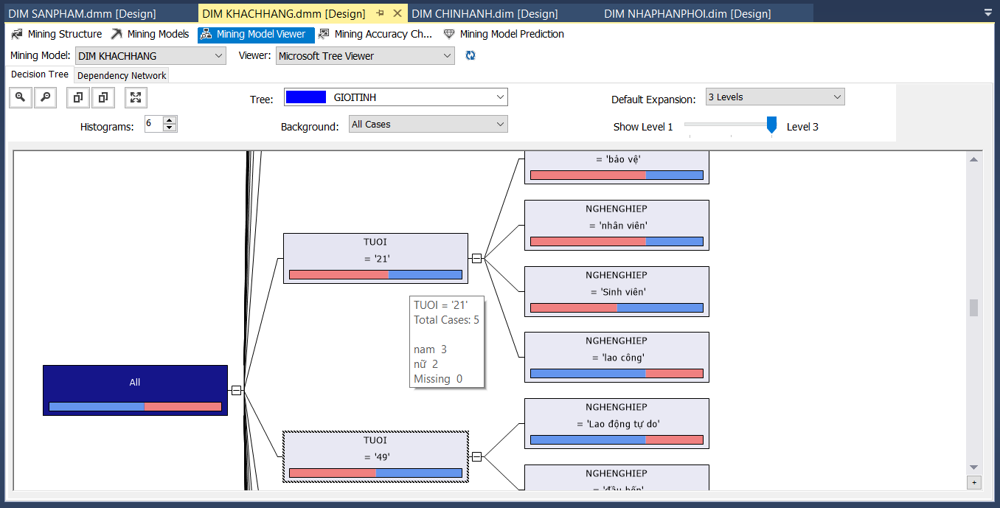 DIM SANPHAM.dmm [Design]
DIM KHACHHANG.dmm [Design]
DIM CHINHANH.dim [Design]
DIM NHAPHANPHOI.dim [Design]
Mining Structure
Mining Models
Mining Model Viewer
Mining Accuracy Ch...
Mining Model Prediction
Mining Model: DIM KHACHHANG
Viewer: Microsoft Tree Viewer
Decision Tree
Dependency Network
Tree: GIOITINH
Default Expansion: 3 Levels
Histograms: 6
Background: All Cases
Show Level 1
Level 3
= 'bảo vệ'
NGHENGHIEP
= 'nhân viên'
TUOI
= '21'
NGHENGHIEP
= 'Sinh viên'
TUOI = '21'
Total Cases: 5
nam 3
nữ 2
Missing 0
NGHENGHIEP
= 'lao công'
All
NGHENGHIEP
= 'Lao động tự do'
TUOI
= '49'
NGHENGHIEP
= 'đầu bếp'